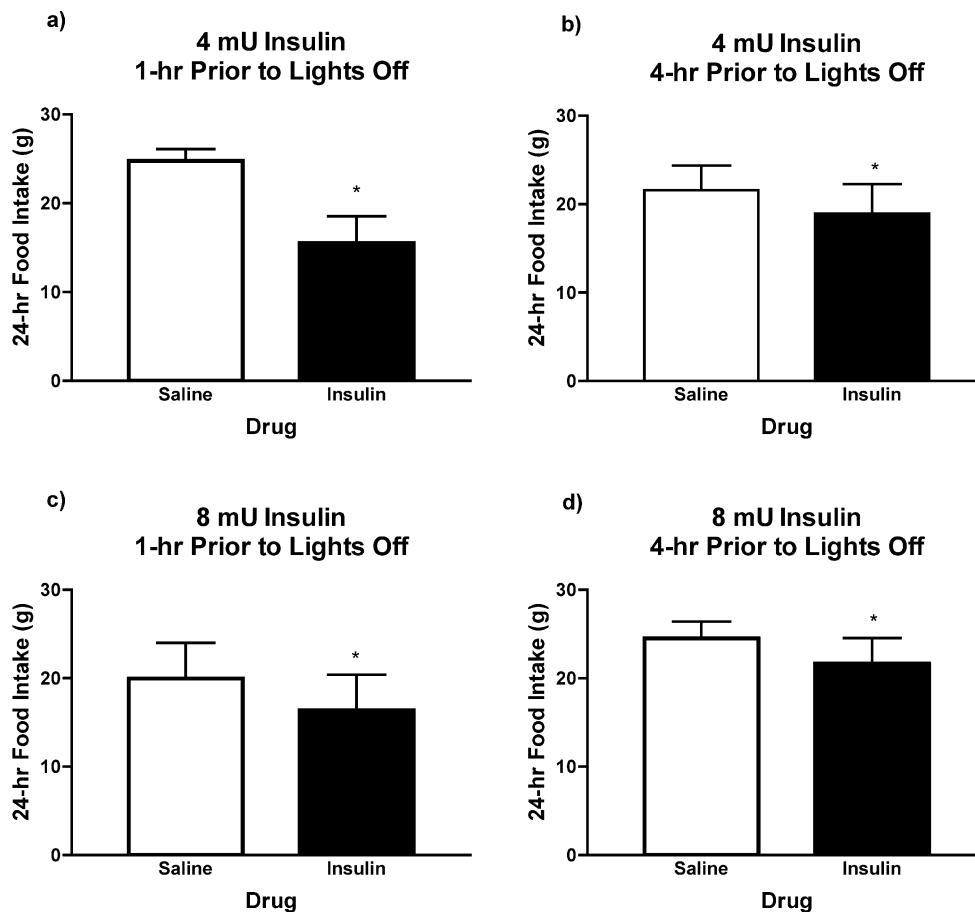 a)
4 mU Insulin
1-hr Prior to Lights Off
24-hr Food Intake (g)
30
20
10
0
Saline Insulin
Drug
b)
4 mU Insulin
4-hr Prior to Lights Off
24-hr Food Intake (g)
30
20
10
0
*
*
Saline Insulin
Drug
c)
8 mU Insulin
1-hr Prior to Lights Off
24-hr Food Intake (g)
30
20
10
0
*
Saline Insulin
Drug
d)
8 mU Insulin
4-hr Prior to Lights Off
24-hr Food Intake (g)
30
20
10
0
*
Saline Insulin
Drug